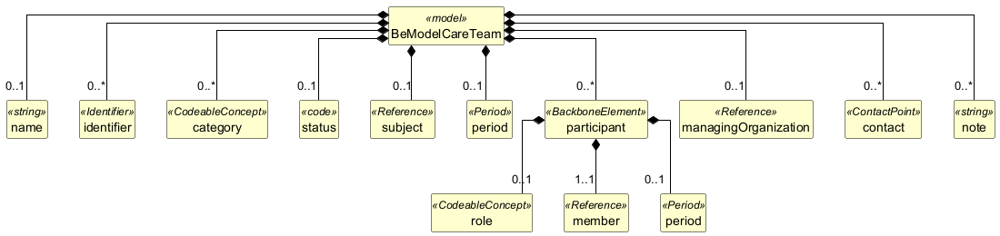 «model»
BeModelCareTeam
0..1
0..*
0..*
0..1
0..1
0..1
0..*
0..1
0..*
0..*
«string»
name
«Identifier»
identifier
«CodeableConcept»
category
«code»
status
«Reference»
subject
«Period»
period
«BackboneElement»
participant
«Reference»
managingOrganization
«ContactPoint»
contact
«string»
note
0..1
1..1
0..1
«CodeableConcept»
role
«Reference»
member
«Period»
period